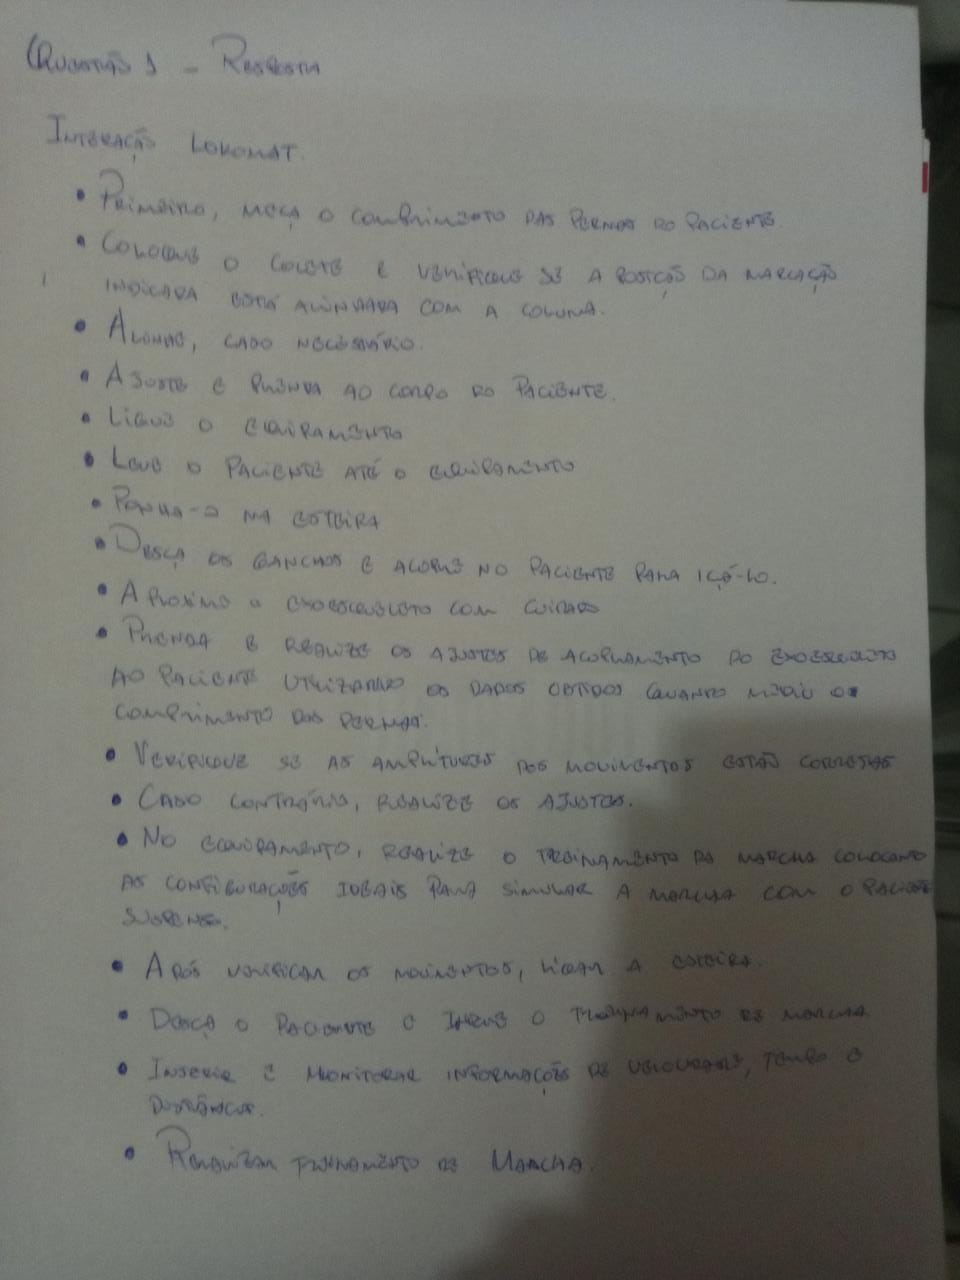 Questão 1 - Resposta
Interação Lokomat.
• Primeiro, meça o comprimento das pernas do paciente.
• Coloque o colete e verifique se a posição da marcação
indicada está alinhada com a coluna.
• Alinhe, caso necessário.
• Ajuste e prenda ao corpo do paciente.
• Ligue o equipamento
• Leve o paciente até o equipamento
• Ponha-o na esteira
• Desça os ganchos e acople no paciente para içá-lo.
• Aproxime o exoesqueleto com cuidado
• Prenda e realize os ajustes de acoplamento do exoesqueleto
ao paciente utilizando os dados obtidos quando mediu o
comprimento das pernas.
• Verifique se as amplitudes dos movimentos estão corretas
• Caso contrário, realize os ajustes.
• No equipamento, realize o treinamento da marcha colocando
as configurações ideais para simular a marcha com o paciente
suspenso.
• Após verificar os movimentos, ligar a esteira.
• Desça o paciente e inicie o treinamento de marcha
• Inserir e monitorar informações de velocidade, tempo e
distância.
• Realizar treinamento de marcha.